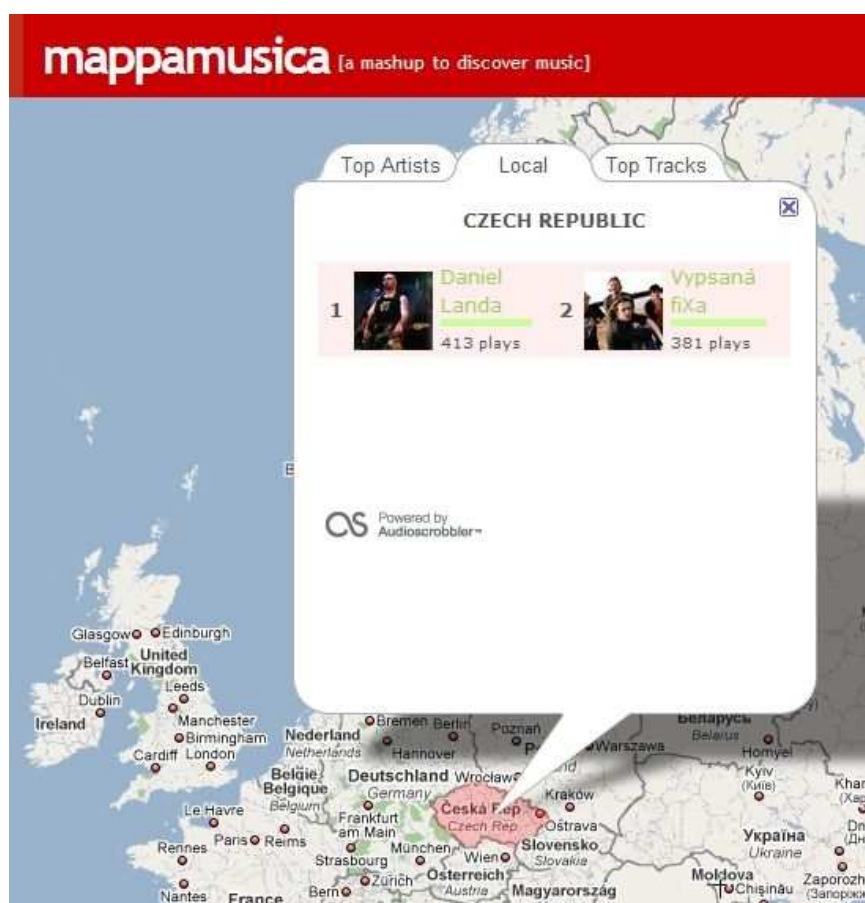 mappamusica [a mashup to discover music]
Top Artists Local Top Tracks
CZECH REPUBLIC
1 Daniel Landa 413 plays
2 Vypsaná fiXa 381 plays
Powered by
Audioscrobbler
Glasgow Edinburgh
Belfast
United
Kingdom
Leeds
Dublin
Ireland
Manchester
Birmingham
Cardiff London
Bremen Berlin
Poznań
Warszawa
Беларусь
Belarus
Homyel
Nederland
Netherlands
Hannover
België
Belgique
Belgium
Deutschland
Germany
Wrocław
Kraków
Kyiv
(Київ)
Le Havre
Frankfurt
am Main
Česká Rep
Czech Rep
Ostrava
Україна
Ukraine
Rennes
Paris Reims
Strasbourg
München
Wien
Slovensko
Slovakia
Nantes
France
Bern
Zürich
Österreich
Austria
Magyarország
Moldova
Chişinău